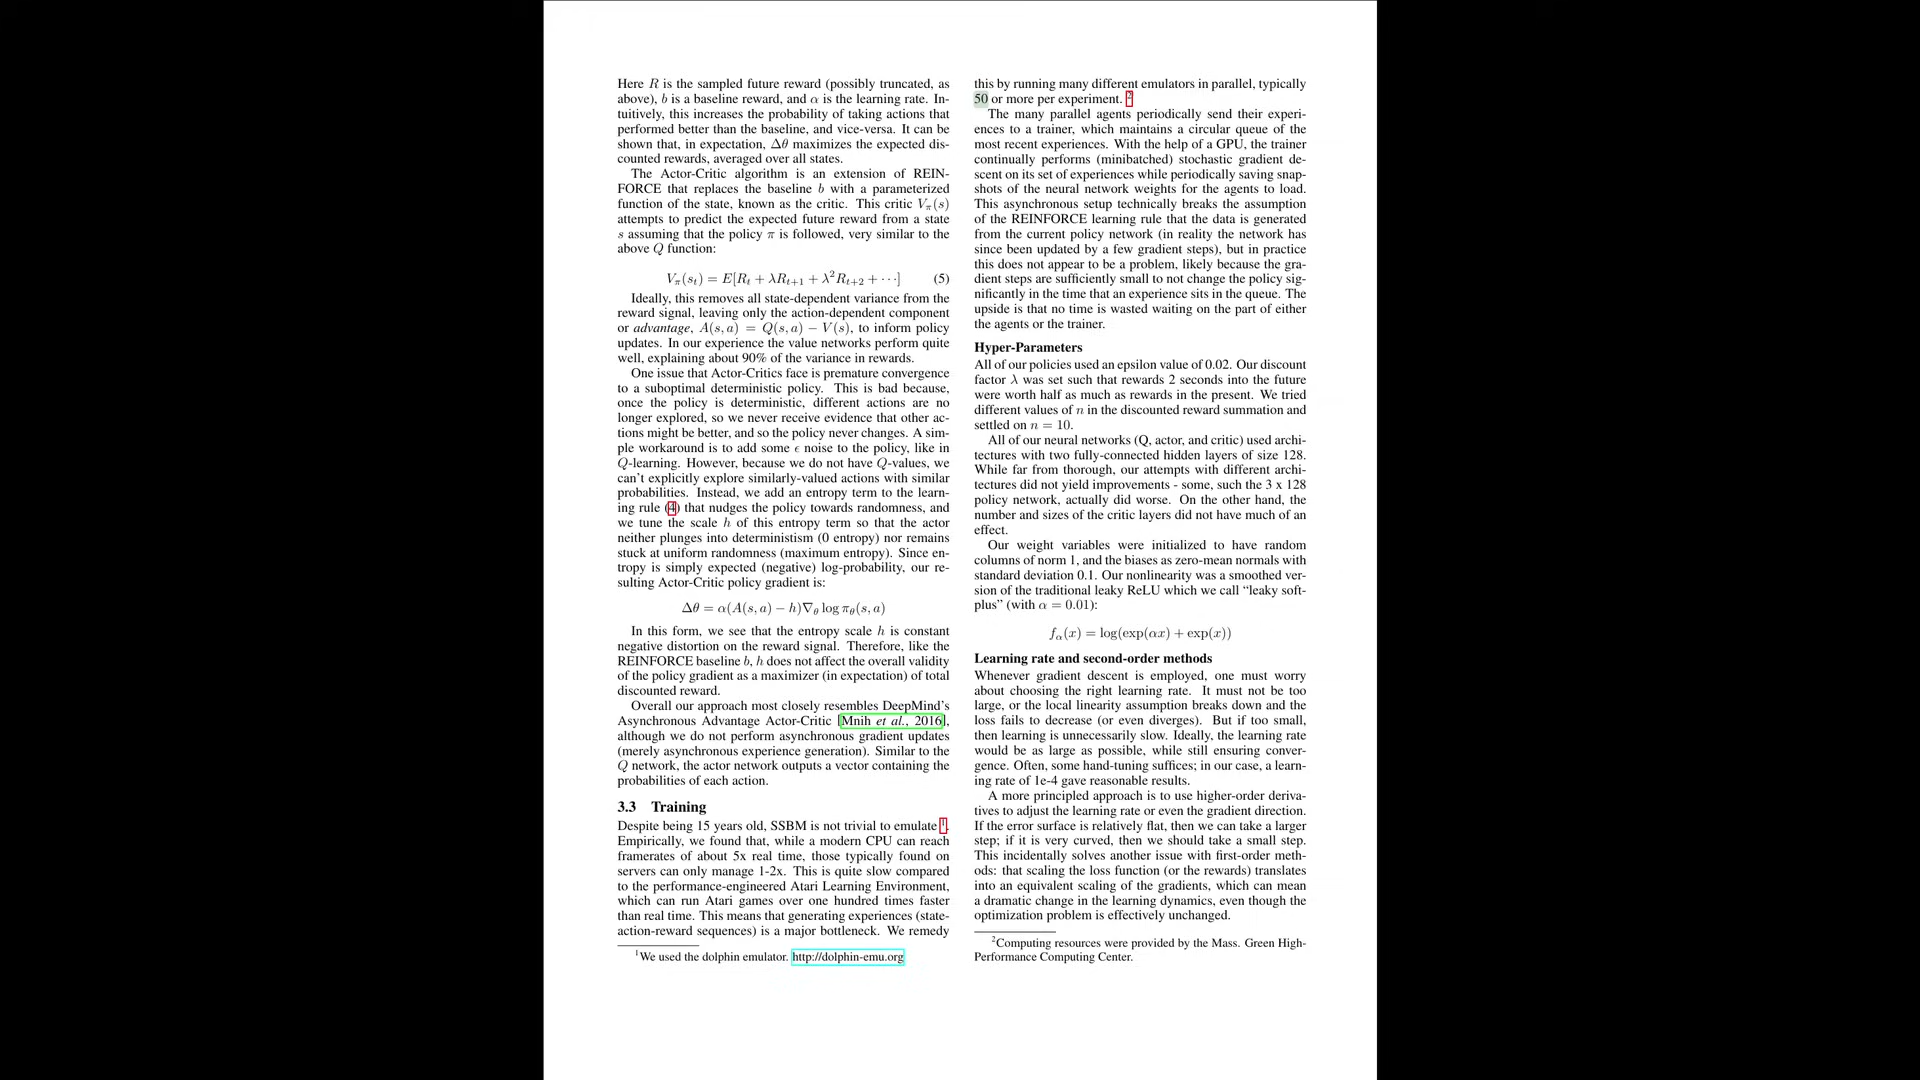 Here R is the sampled future reward (possibly truncated, as
above), b is a baseline reward, and α is the learning rate. In-
tuitively, this increases the probability of taking actions that
performed better than the baseline, and vice-versa. It can be
shown that, in expectation, Δθ maximizes the expected dis-
counted rewards, averaged over all states.
The Actor-Critic algorithm is an extension of REIN-
FORCE that replaces the baseline b with a parameterized
function of the state, known as the critic. This critic Vπ(s)
attempts to predict the expected future reward from a state
s assuming that the policy π is followed, very similar to the
above Q function:
Vπ(st) = E[Rt + λRt+1 + λ²Rt+2 + ···] (5)
Ideally, this removes all state-dependent variance from the
reward signal, leaving only the action-dependent component
or advantage, A(s, a) = Q(s, a) − V(s), to inform policy
updates. In our experience the value networks perform quite
well, explaining about 90% of the variance in rewards.
One issue that Actor-Critics face is premature convergence
to a suboptimal deterministic policy. This is bad because,
once the policy is deterministic, different actions are no
longer explored, so we never receive evidence that other ac-
tions might be better, and so the policy never changes. A sim-
ple workaround is to add some ϵ noise to the policy, like in
Q-learning. However, because we do not have Q-values, we
can't explicitly explore similarly-valued actions with similar
probabilities. Instead, we add an entropy term to the learn-
ing rule (4) that nudges the policy towards randomness, and
we tune the scale h of this entropy term so that the actor
neither plunges into deterministism (0 entropy) nor remains
stuck at uniform randomness (maximum entropy). Since en-
tropy is simply expected (negative) log-probability, our re-
sulting Actor-Critic policy gradient is:
Δθ = α(A(s, a) − h)∇θ log πθ(s, a)
In this form, we see that the entropy scale h is constant
negative distortion on the reward signal. Therefore, like the
REINFORCE baseline b, h does not affect the overall validity
of the policy gradient as a maximizer (in expectation) of total
discounted reward.
Overall our approach most closely resembles DeepMind's
Asynchronous Advantage Actor-Critic [Mnih et al., 2016],
although we do not perform asynchronous gradient updates
(merely asynchronous experience generation). Similar to the
Q network, the actor network outputs a vector containing the
probabilities of each action.
3.3 Training
Despite being 15 years old, SSBM is not trivial to emulate 1.
Empirically, we found that, while a modern CPU can reach
framerates of about 5x real time, those typically found on
servers can only manage 1-2x. This is quite slow compared
to the performance-engineered Atari Learning Environment,
which can run Atari games over one hundred times faster
than real time. This means that generating experiences (state-
action-reward sequences) is a major bottleneck. We remedy
1We used the dolphin emulator. http://dolphin-emu.org
this by running many different emulators in parallel, typically
50 or more per experiment. 2
The many parallel agents periodically send their experi-
ences to a trainer, which maintains a circular queue of the
most recent experiences. With the help of a GPU, the trainer
continually performs (minibatched) stochastic gradient de-
scent on its set of experiences while periodically saving snap-
shots of the neural network weights for the agents to load.
This asynchronous setup technically breaks the assumption
of the REINFORCE learning rule that the data is generated
from the current policy network (in reality the network has
since been updated by a few gradient steps), but in practice
this does not appear to be a problem, likely because the gra-
dient steps are sufficiently small to not change the policy sig-
nificantly in the time that an experience sits in the queue. The
upside is that no time is wasted waiting on the part of either
the agents or the trainer.
Hyper-Parameters
All of our policies used an epsilon value of 0.02. Our discount
factor λ was set such that rewards 2 seconds into the future
were worth half as much as rewards in the present. We tried
different values of n in the discounted reward summation and
settled on n = 10.
All of our neural networks (Q, actor, and critic) used archi-
tectures with two fully-connected hidden layers of size 128.
While far from thorough, our attempts with different archi-
tectures did not yield improvements - some, such the 3 x 128
policy network, actually did worse. On the other hand, the
number and sizes of the critic layers did not have much of an
effect.
Our weight variables were initialized to have random
columns of norm 1, and the biases as zero-mean normals with
standard deviation 0.1. Our nonlinearity was a smoothed ver-
sion of the traditional leaky ReLU which we call “leaky soft-
plus” (with α = 0.01):
fα(x) = log(exp(αx) + exp(x))
Learning rate and second-order methods
Whenever gradient descent is employed, one must worry
about choosing the right learning rate. It must not be too
large, or the local linearity assumption breaks down and the
loss fails to decrease (or even diverges). But if too small,
then learning is unnecessarily slow. Ideally, the learning rate
would be as large as possible, while still ensuring conver-
gence. Often, some hand-tuning suffices; in our case, a learn-
ing rate of 1e-4 gave reasonable results.
A more principled approach is to use higher-order deriva-
tives to adjust the learning rate or even the gradient direction.
If the error surface is relatively flat, then we can take a larger
step; if it is very curved, then we should take a small step.
This incidentally solves another issue with first-order meth-
ods: that scaling the loss function (or the rewards) translates
into an equivalent scaling of the gradients, which can mean
a dramatic change in the learning dynamics, even though the
optimization problem is effectively unchanged.
2Computing resources were provided by the Mass. Green High-
Performance Computing Center.